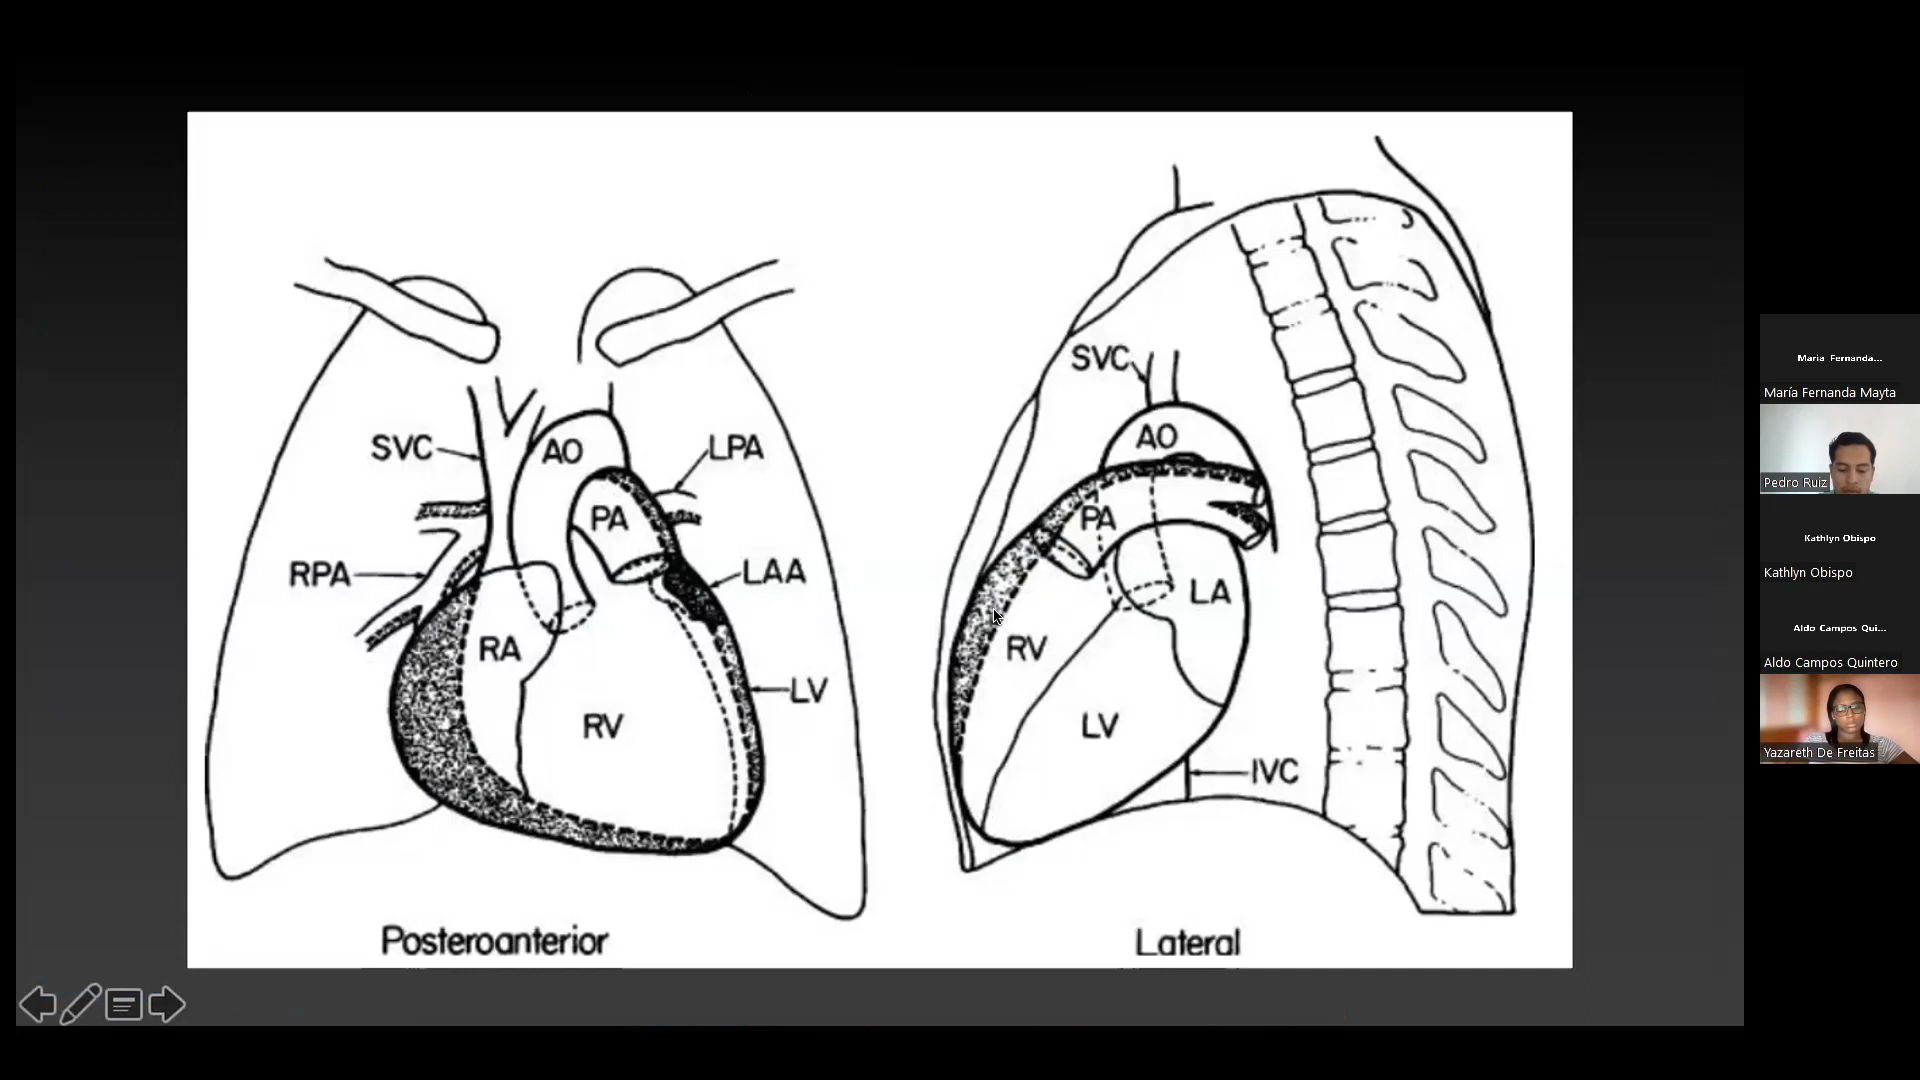 SVC
AO
LPA
PA
RPA
LAA
RA
LV
RV
Posteroanterior
SVC
AO
PA
LA
RV
LV
IVC
Lateral
Maria Fernanda...
María Fernanda Mayta
Pedro Ruiz
Kathlyn Obispo
Kathlyn Obispo
Aldo Campos Qui...
Aldo Campos Quintero
Yazareth De Freitas